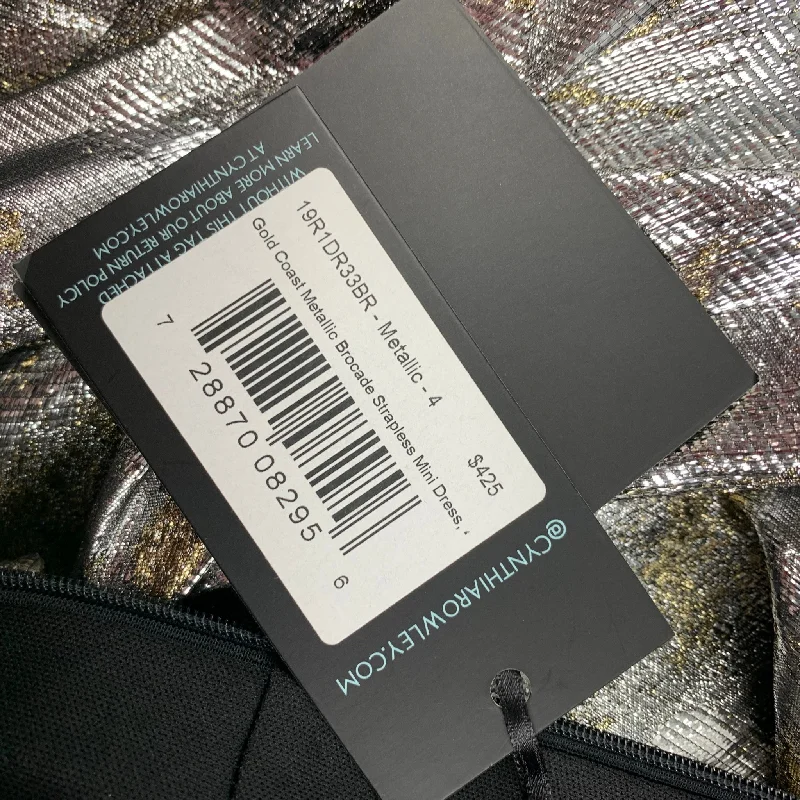 LEARN MORE ABOUT OUR RETURN POLICY
AT CYNTHIAROWLEY.COM
WITHOUT THIS TAG ATTACHED
19R1DR33BR - Metallic - 4
$425
Gold Coast Metallic Brocade Strapless Mini Dress,
7 28870 08295 6
@CYNTHIAROWLEY.COM